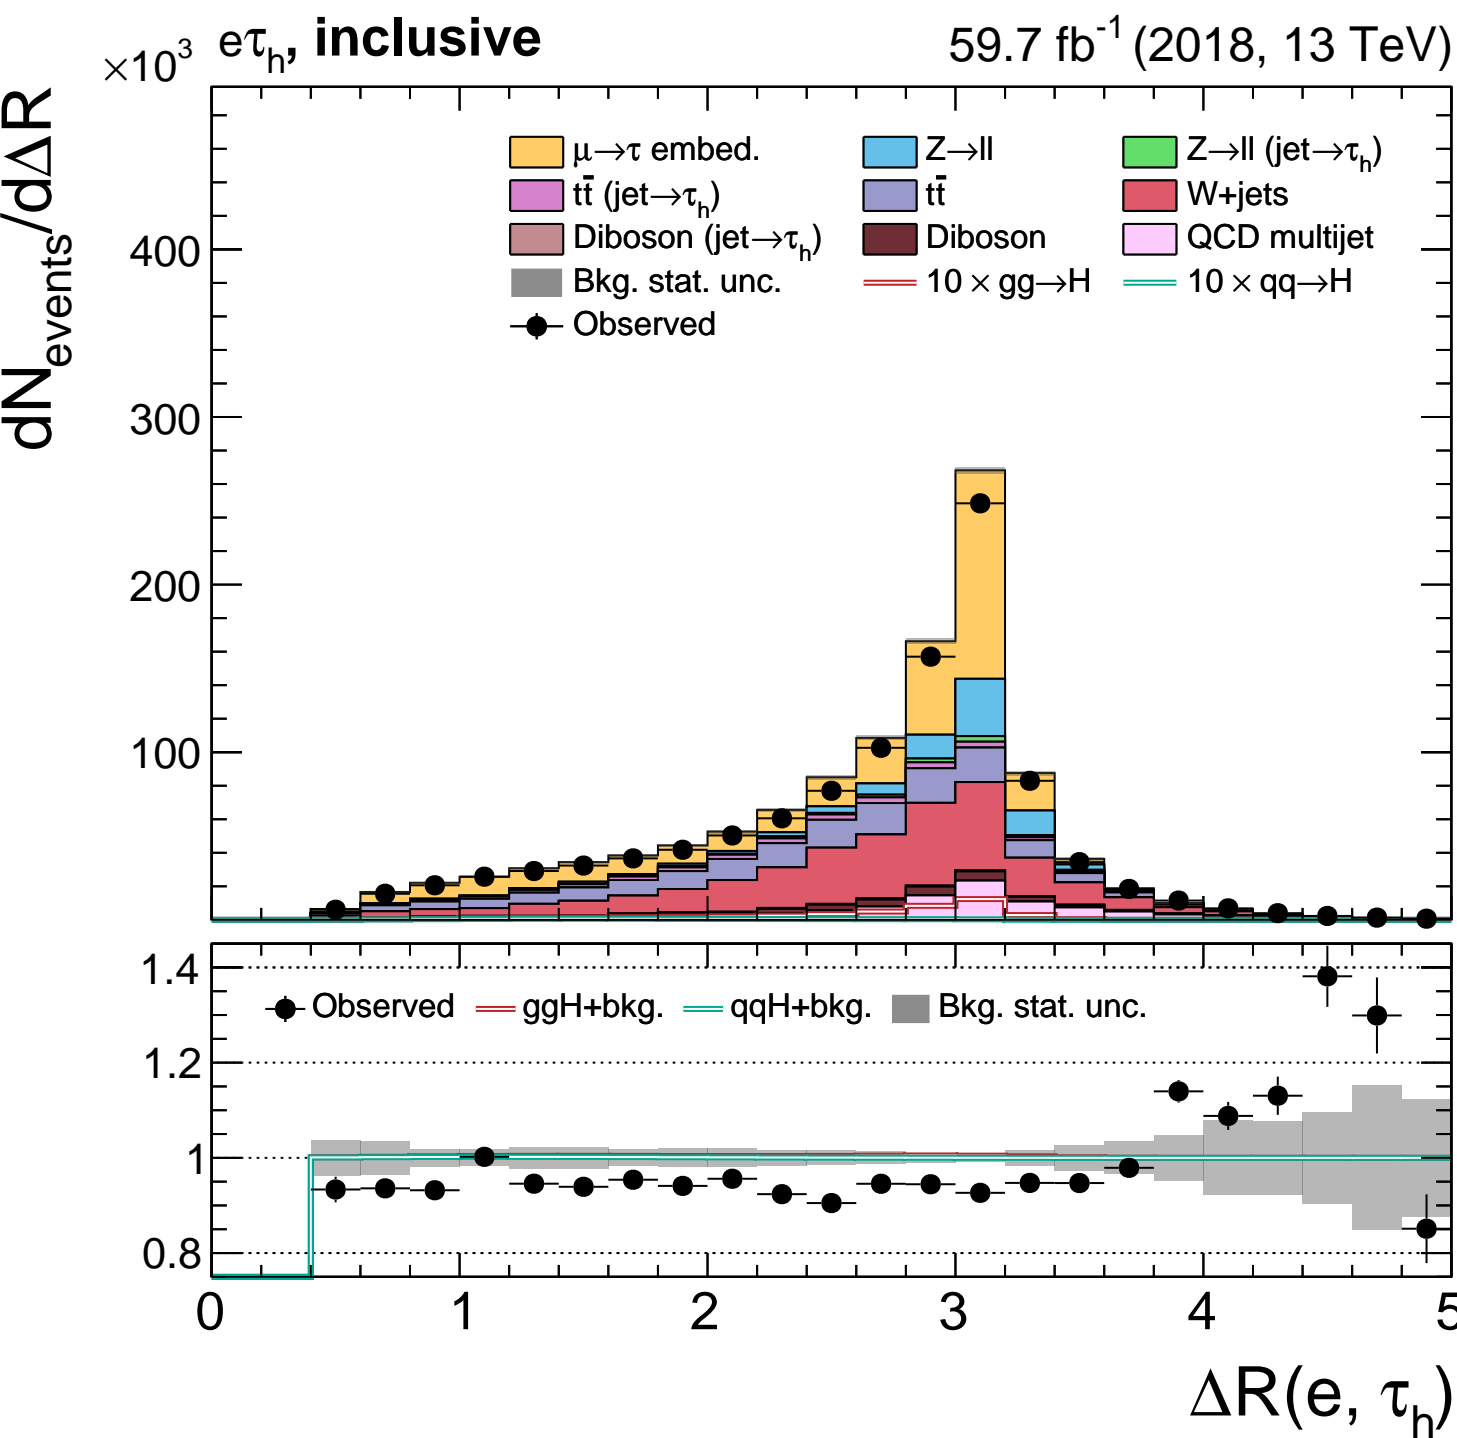 ×10³ eτₕ, inclusive 59.7 fb⁻¹ (2018, 13 TeV)
dN_events/dΔR
μ→τ embed. Z→ll Z→ll (jet→τₕ)
tt̄ (jet→τₕ) tt̄ W+jets
Diboson (jet→τₕ) Diboson QCD multijet
Bkg. stat. unc. 10 × gg→H 10 × qq→H
Observed
400
300
200
100
1.4
Observed ggH+bkg. qqH+bkg. Bkg. stat. unc.
1.2
1
0.8
0 1 2 3 4 5
ΔR(e, τₕ)